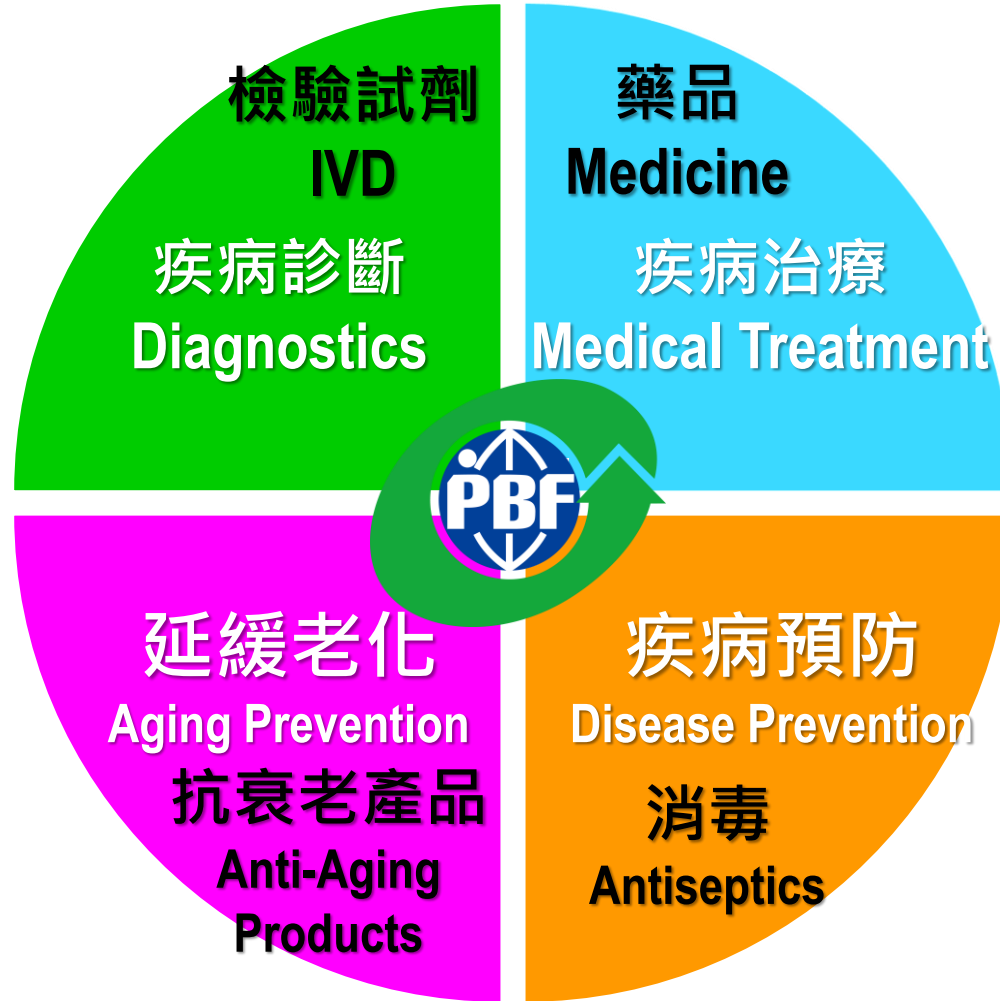 檢驗試劑
IVD
疾病診斷
Diagnostics
藥品
Medicine
疾病治療
Medical Treatment
PBF
延緩老化
Aging Prevention
抗衰老產品
Anti-Aging
Products
疾病預防
Disease Prevention
消毒
Antiseptics